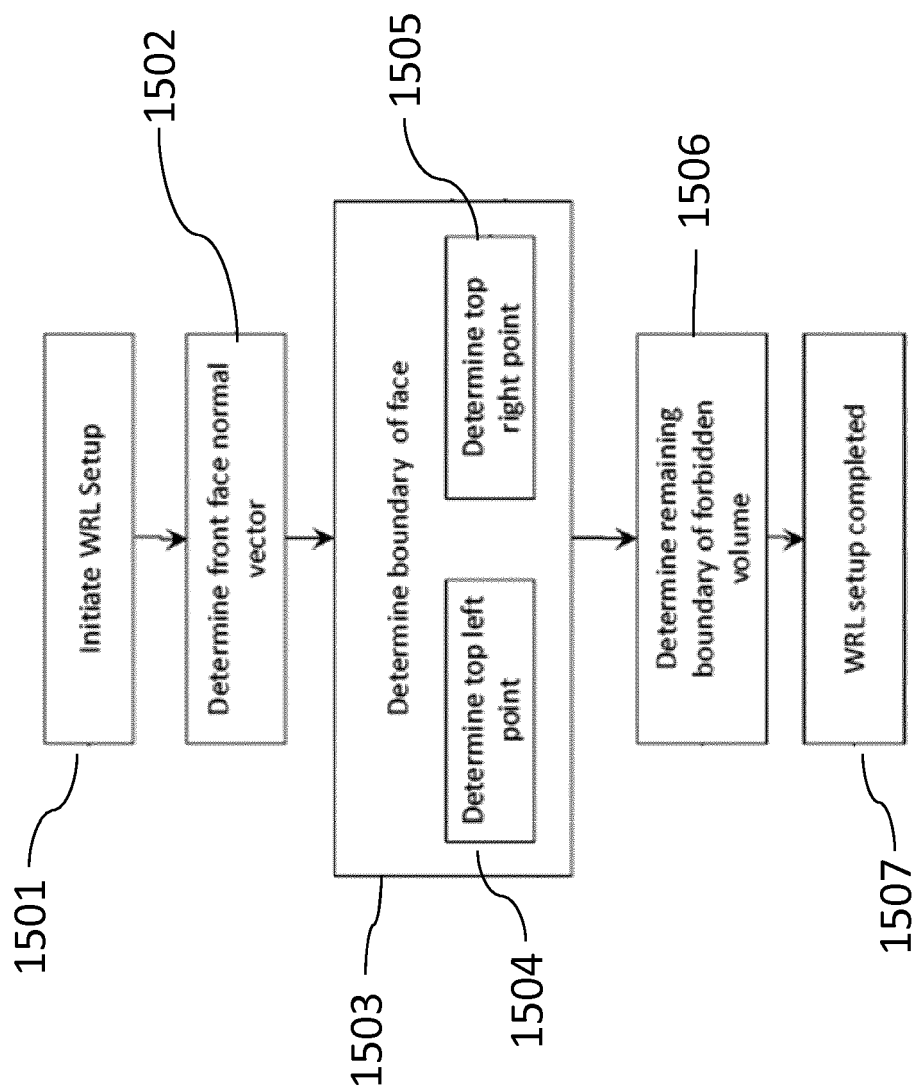 1501
Initiate WRL Setup
1502
Determine front face normal
vector
1503
Determine boundary of face
1504
Determine top left
point
1505
Determine top
right point
1506
Determine remaining
boundary of forbidden
volume
1507
WRL setup completed